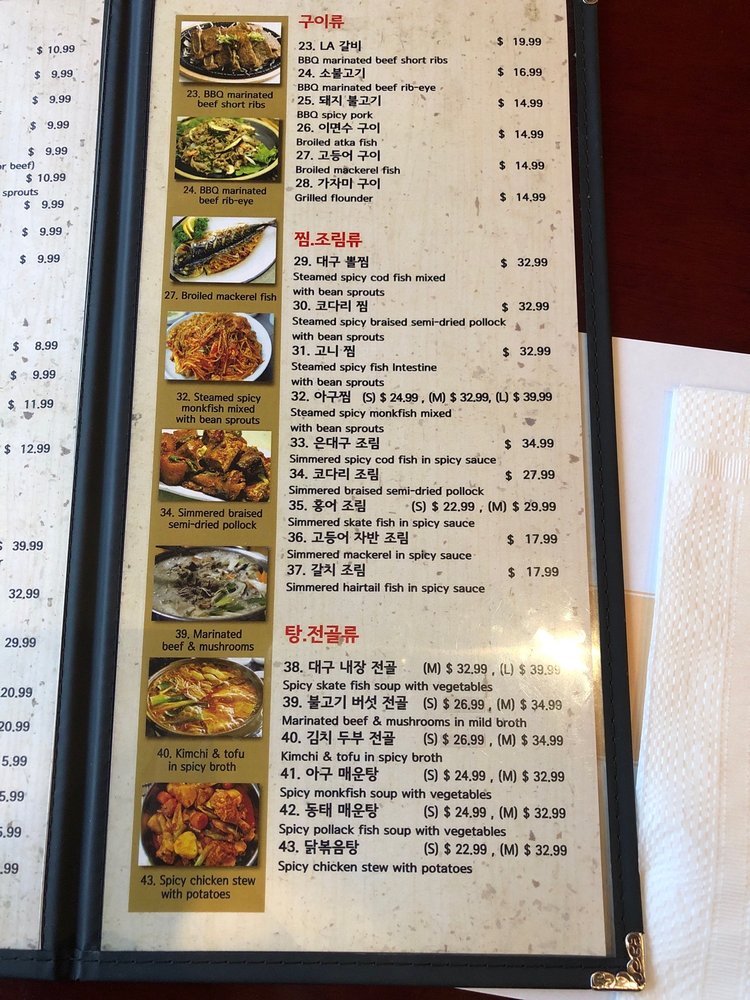 $ 10.99
$ 9.99
$ 9.99
$ 9.99
$ 9.99
or beef)
$ 10.99
sprouts
$ 9.99
$ 9.99
$ 9.99
$ 8.99
$ 9.99
$ 11.99
$ 12.99
$ 39.99
32.99
29.99
20.99
20.99
5.99
5.99
5.99
.99
23. BBQ marinated
beef short ribs
24. BBQ marinated
beef rib-eye
27. Broiled mackerel fish
32. Steamed spicy
monkfish mixed
with bean sprouts
34. Simmered braised
semi-dried pollock
39. Marinated
beef & mushrooms
40. Kimchi & tofu
in spicy broth
43. Spicy chicken stew
with potatoes
구이류
23. LA 갈비 $ 19.99
BBQ marinated beef short ribs
24. 소불고기 $ 16.99
BBQ marinated beef rib-eye
25. 돼지 불고기 $ 14.99
BBQ spicy pork
26. 이면수 구이 $ 14.99
Broiled atka fish
27. 고등어 구이 $ 14.99
Broiled mackerel fish
28. 가자미 구이 $ 14.99
Grilled flounder
찜.조림류
29. 대구 뽈찜 $ 32.99
Steamed spicy cod fish mixed
with bean sprouts
30. 코다리 찜 $ 32.99
Steamed spicy braised semi-dried pollock
with bean sprouts
31. 고니 찜 $ 32.99
Steamed spicy fish Intestine
with bean sprouts
32. 아구찜 (S) $ 24.99 , (M) $ 32.99, (L) $ 39.99
Steamed spicy monkfish mixed
with bean sprouts
33. 은대구 조림 $ 34.99
Simmered spicy cod fish in spicy sauce
34. 코다리 조림 $ 27.99
Simmered braised semi-dried pollock
35. 홍어 조림 (S) $ 22.99 , (M) $ 29.99
Simmered skate fish in spicy sauce
36. 고등어 자반 조림 $ 17.99
Simmered mackerel in spicy sauce
37. 갈치 조림 $ 17.99
Simmered hairtail fish in spicy sauce
탕.전골류
38. 대구 내장 전골 (M) $ 32.99 , (L) $ 39.99
Spicy skate fish soup with vegetables
39. 불고기 버섯 전골 (S) $ 26.99 , (M) $ 34.99
Marinated beef & mushrooms in mild broth
40. 김치 두부 전골 (S) $ 26.99 , (M) $ 34.99
Kimchi & tofu in spicy broth
41. 아구 매운탕 (S) $ 24.99 , (M) $ 32.99
Spicy monkfish soup with vegetables
42. 동태 매운탕 (S) $ 24.99 , (M) $ 32.99
Spicy pollack fish soup with vegetables
43. 닭볶음탕 (S) $ 22.99 , (M) $ 32.99
Spicy chicken stew with potatoes